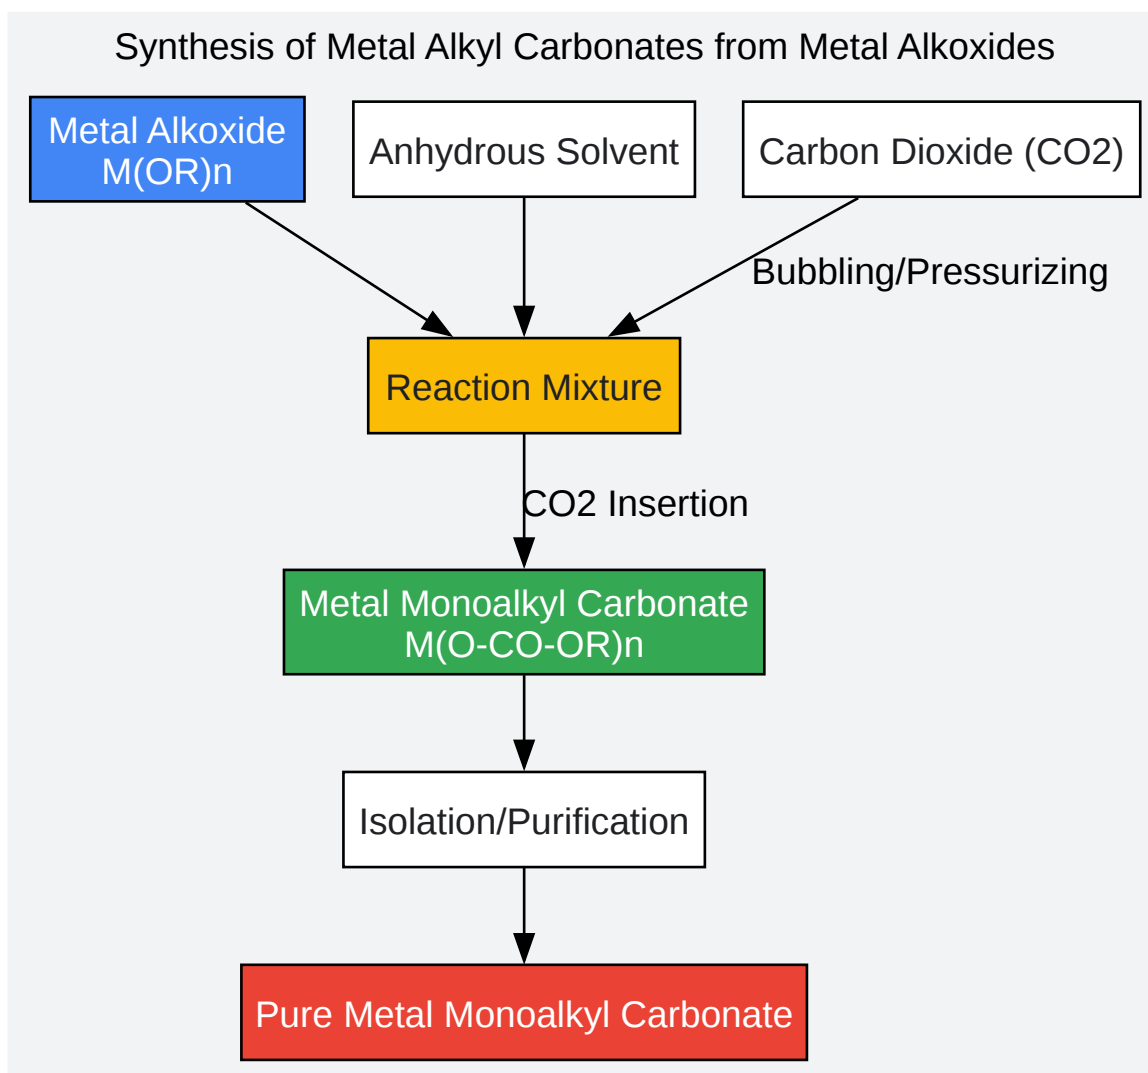 Synthesis of Metal Alkyl Carbonates from Metal Alkoxides
Metal Alkoxide
M(OR)n
Anhydrous Solvent
Carbon Dioxide (CO2)
Bubbling/Pressurizing
Reaction Mixture
CO2 Insertion
Metal Monoalkyl Carbonate
M(O-CO-OR)n
Isolation/Purification
Pure Metal Monoalkyl Carbonate